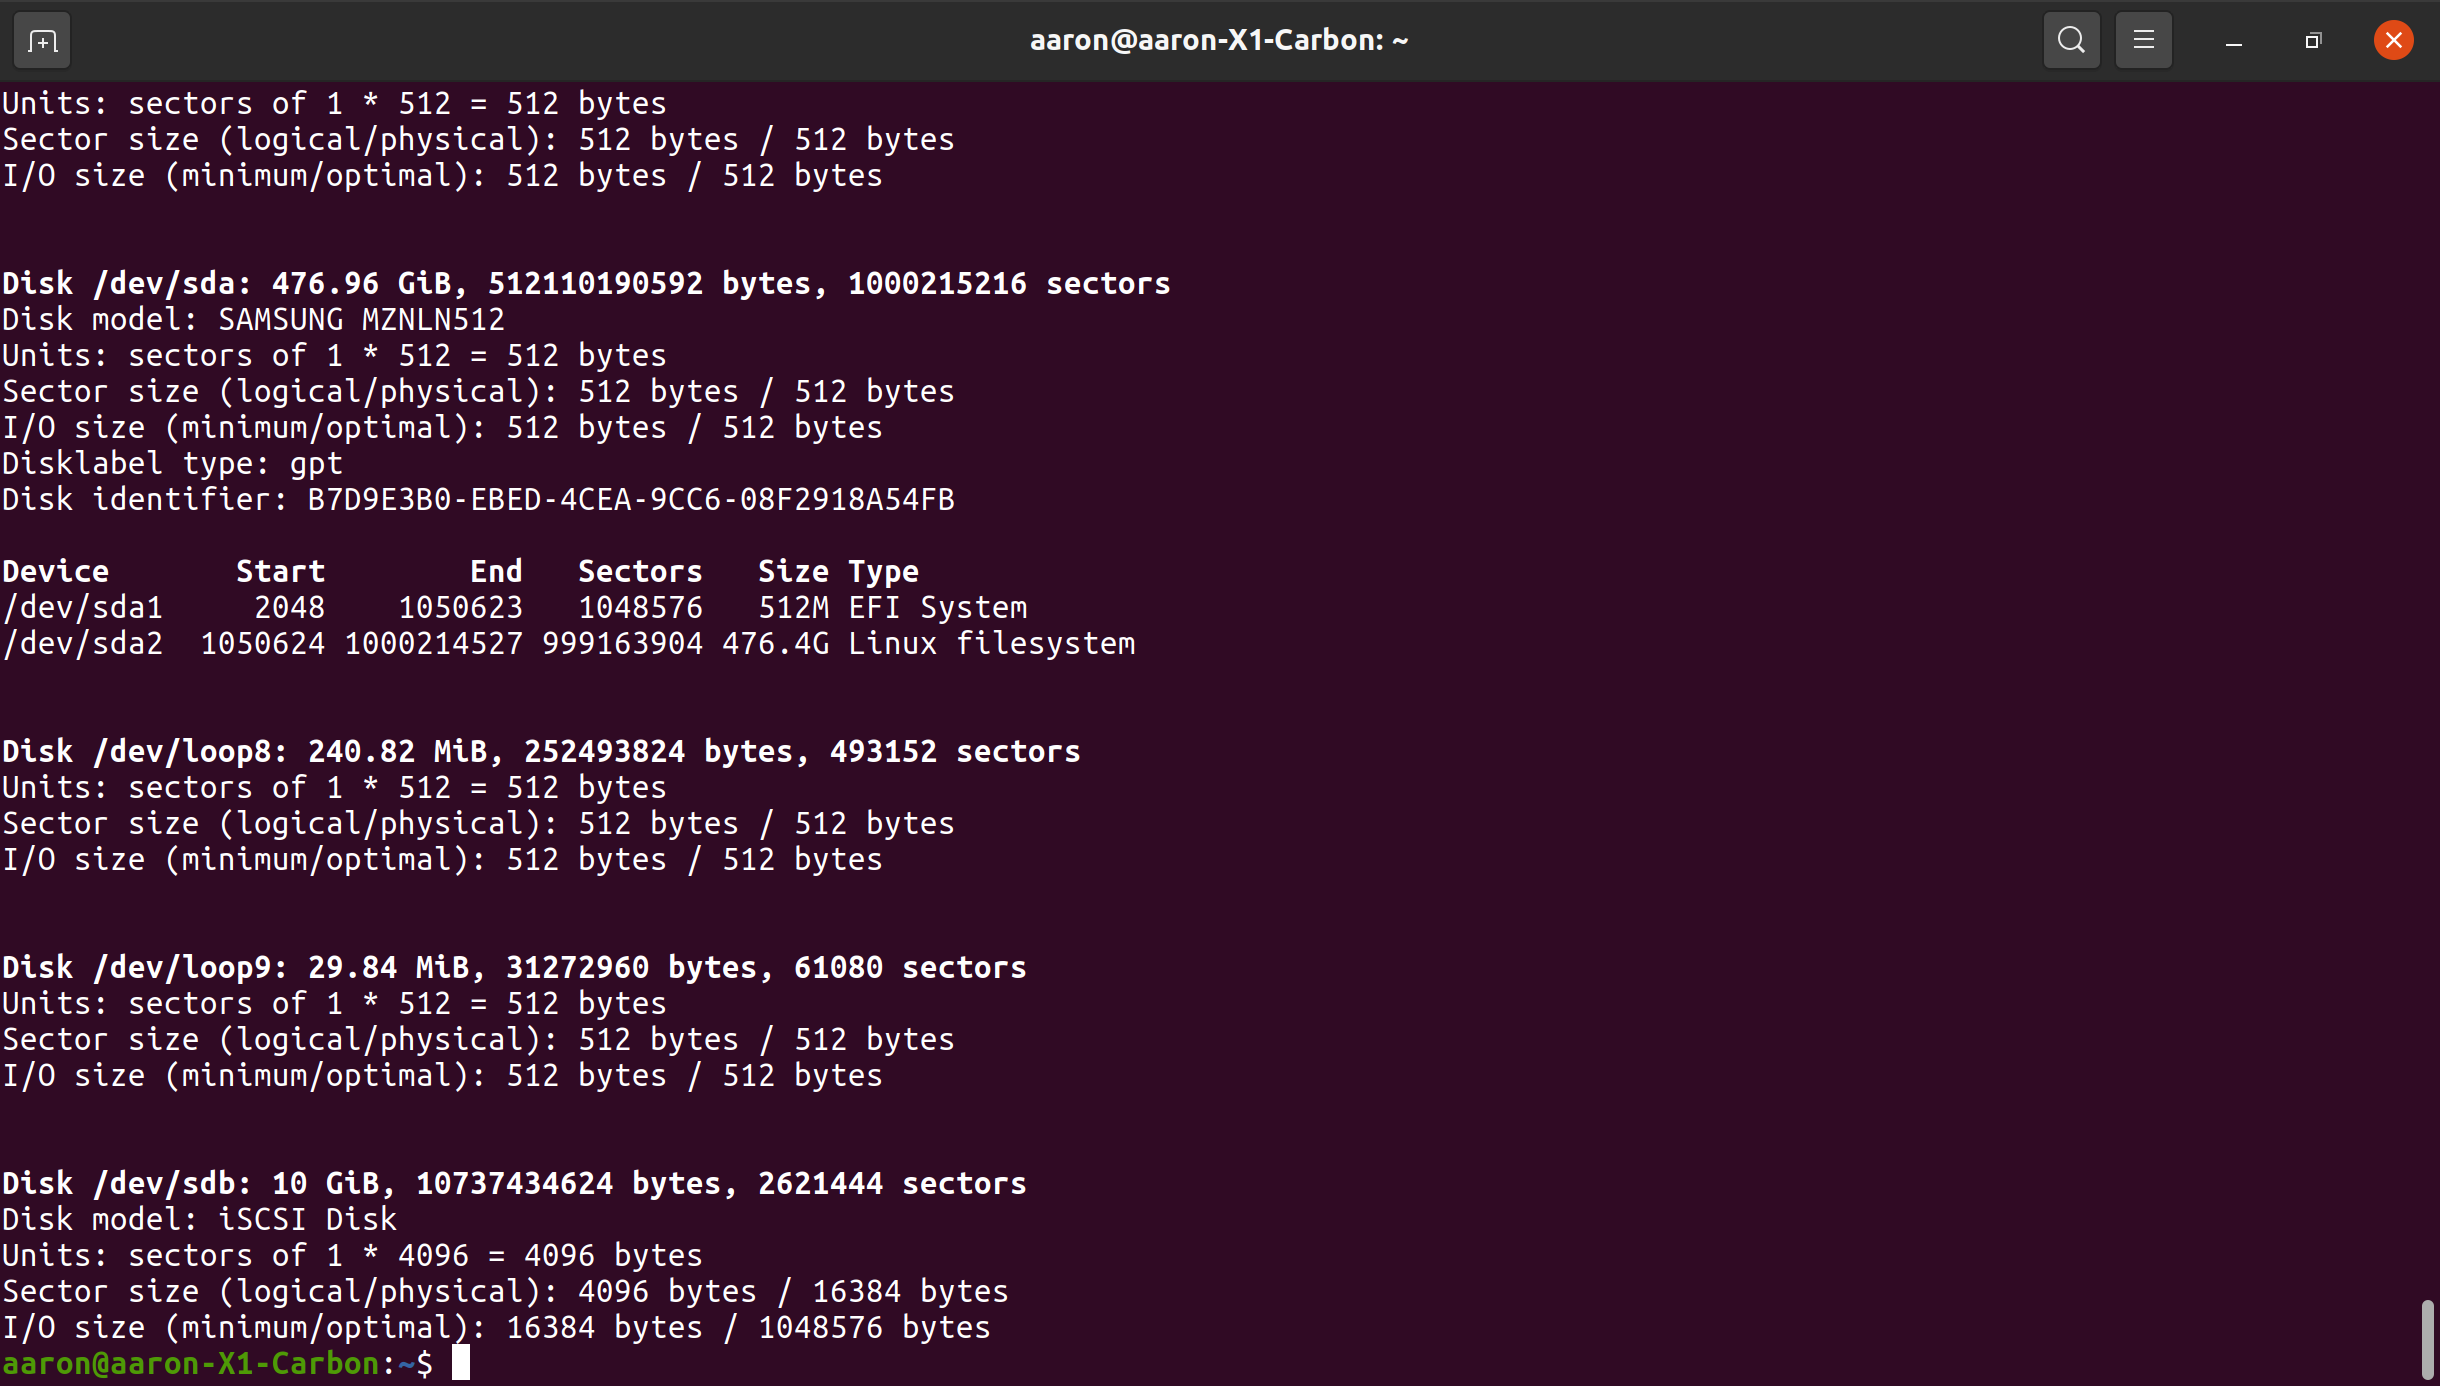 aaron@aaron-X1-Carbon: ~
Units: sectors of 1 * 512 = 512 bytes
Sector size (logical/physical): 512 bytes / 512 bytes
I/O size (minimum/optimal): 512 bytes / 512 bytes
Disk /dev/sda: 476.96 GiB, 512110190592 bytes, 1000215216 sectors
Disk model: SAMSUNG MZNLN512
Units: sectors of 1 * 512 = 512 bytes
Sector size (logical/physical): 512 bytes / 512 bytes
I/O size (minimum/optimal): 512 bytes / 512 bytes
Disklabel type: gpt
Disk identifier: B7D9E3B0-EBED-4CEA-9CC6-08F2918A54FB
Device       Start        End   Sectors   Size Type
/dev/sda1     2048    1050623   1048576   512M EFI System
/dev/sda2  1050624 1000214527 999163904 476.4G Linux filesystem
Disk /dev/loop8: 240.82 MiB, 252493824 bytes, 493152 sectors
Units: sectors of 1 * 512 = 512 bytes
Sector size (logical/physical): 512 bytes / 512 bytes
I/O size (minimum/optimal): 512 bytes / 512 bytes
Disk /dev/loop9: 29.84 MiB, 31272960 bytes, 61080 sectors
Units: sectors of 1 * 512 = 512 bytes
Sector size (logical/physical): 512 bytes / 512 bytes
I/O size (minimum/optimal): 512 bytes / 512 bytes
Disk /dev/sdb: 10 GiB, 10737434624 bytes, 2621444 sectors
Disk model: iSCSI Disk
Units: sectors of 1 * 4096 = 4096 bytes
Sector size (logical/physical): 4096 bytes / 16384 bytes
I/O size (minimum/optimal): 16384 bytes / 1048576 bytes
aaron@aaron-X1-Carbon:~$